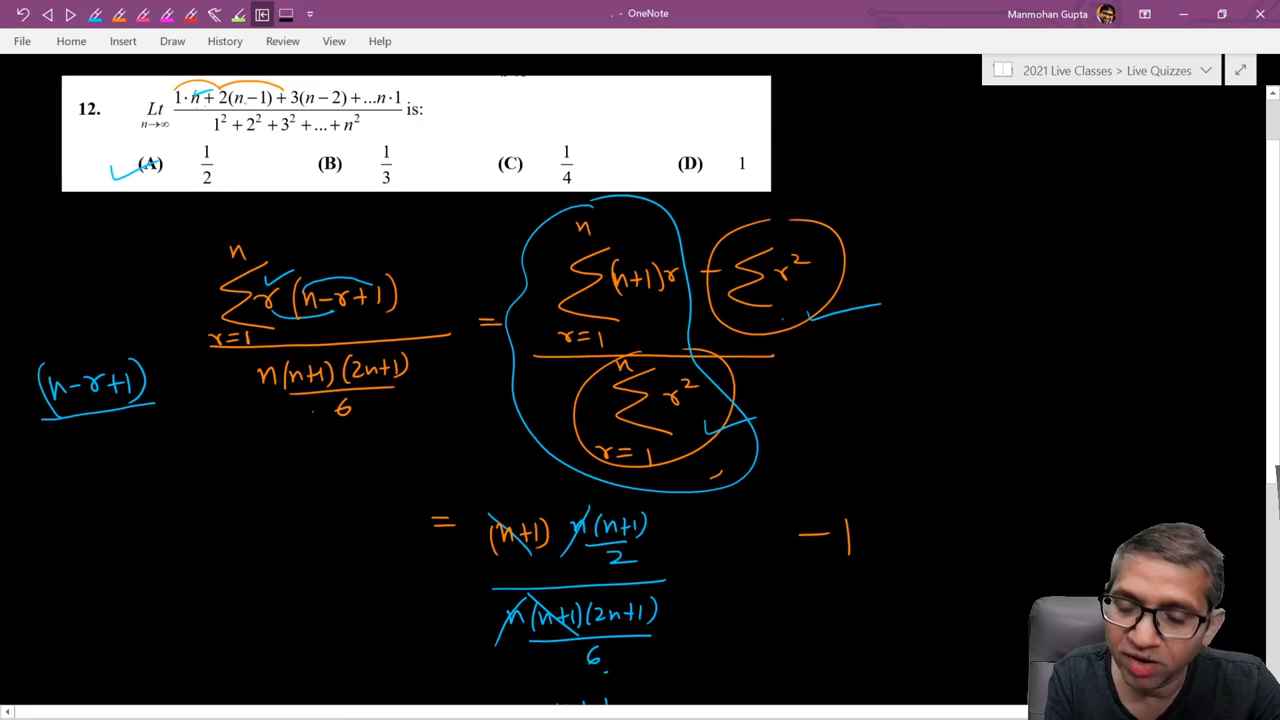 . - OneNote
Manmohan Gupta
File Home Insert Draw History Review View Help
2021 Live Classes > Live Quizzes
12. Lt n→∞ 1·n+2(n−1)+3(n−2)+...n·1 / 1²+2²+3²+...+n² is:
(A) 1/2 (B) 1/3 (C) 1/4 (D) 1
n Σ r=1 r(n−r+1) / n(n+1)(2n+1)/6 = n Σ r=1 (n+1)r − Σ r² / n Σ r=1 r²
(n−r+1)
= (n+1) n(n+1)/2 / n(n+1)(2n+1)/6 − 1